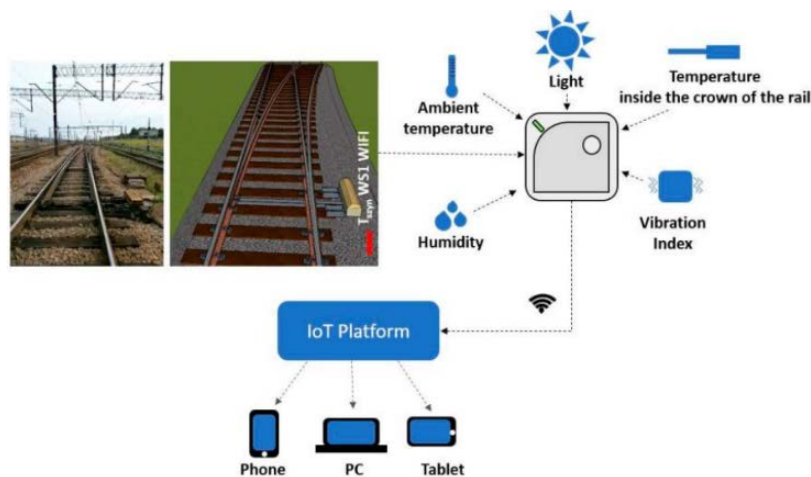 Light
Temperature
inside the crown of the rail
Ambient
temperature
T szyn WS1 WIFI
Humidity
Vibration
Index
IoT Platform
Phone
PC
Tablet